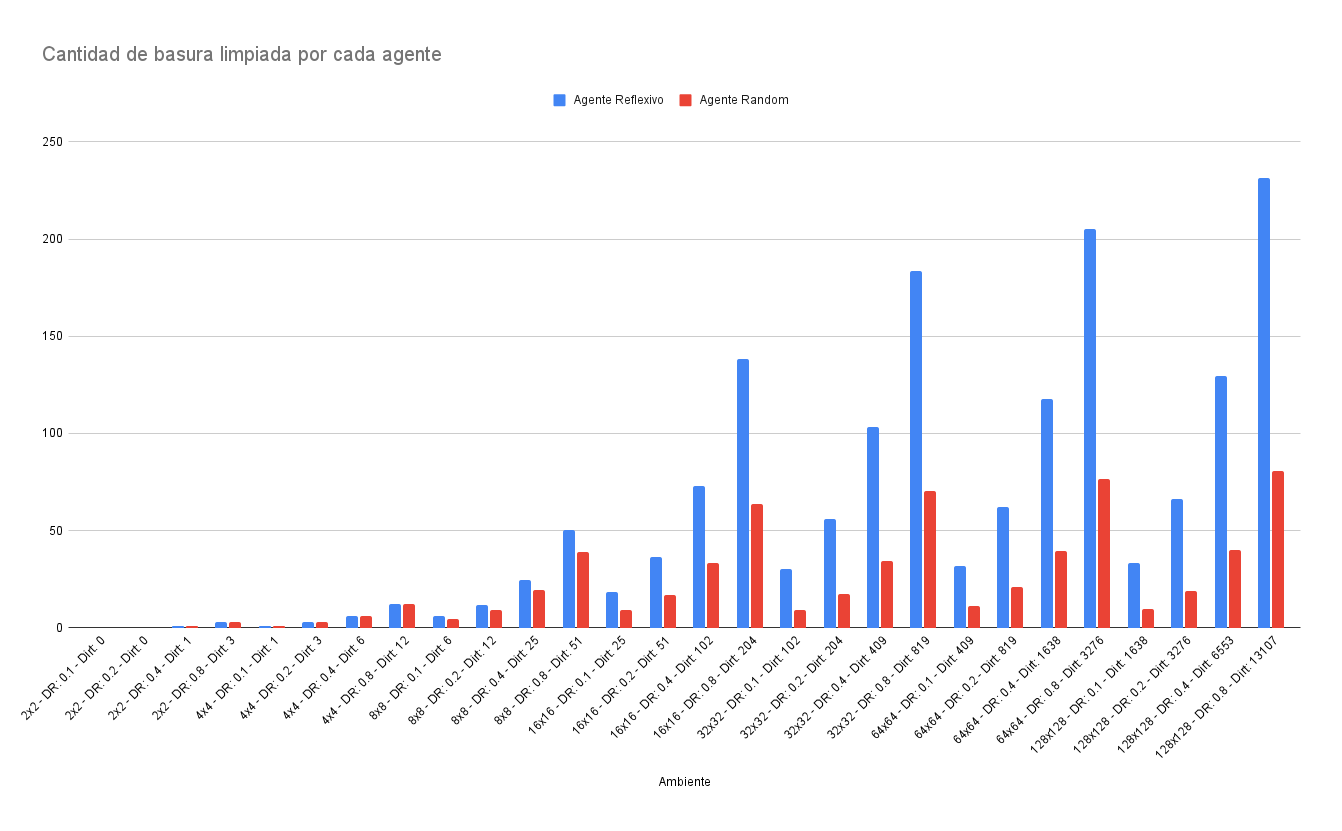 Cantidad de basura limpiada por cada agente
Agente Reflexivo
Agente Random
250
200
150
100
50
0
2x2 - DR: 0.1 - Dirt: 0
2x2 - DR: 0.2 - Dirt: 0
2x2 - DR: 0.4 - Dirt: 1
2x2 - DR: 0.8 - Dirt: 3
4x4 - DR: 0.1 - Dirt: 1
4x4 - DR: 0.2 - Dirt: 3
4x4 - DR: 0.4 - Dirt: 6
4x4 - DR: 0.8 - Dirt: 12
8x8 - DR: 0.1 - Dirt: 6
8x8 - DR: 0.2 - Dirt: 12
8x8 - DR: 0.4 - Dirt: 25
8x8 - DR: 0.8 - Dirt: 51
16x16 - DR: 0.1 - Dirt: 25
16x16 - DR: 0.2 - Dirt: 51
16x16 - DR: 0.4 - Dirt: 102
16x16 - DR: 0.8 - Dirt: 204
32x32 - DR: 0.1 - Dirt: 102
32x32 - DR: 0.2 - Dirt: 204
32x32 - DR: 0.4 - Dirt: 409
32x32 - DR: 0.8 - Dirt: 819
64x64 - DR: 0.1 - Dirt: 409
64x64 - DR: 0.2 - Dirt: 819
64x64 - DR: 0.4 - Dirt: 1638
64x64 - DR: 0.8 - Dirt: 3276
128x128 - DR: 0.1 - Dirt: 1638
128x128 - DR: 0.2 - Dirt: 3276
128x128 - DR: 0.4 - Dirt: 6553
128x128 - DR: 0.8 - Dirt: 13107
Ambiente